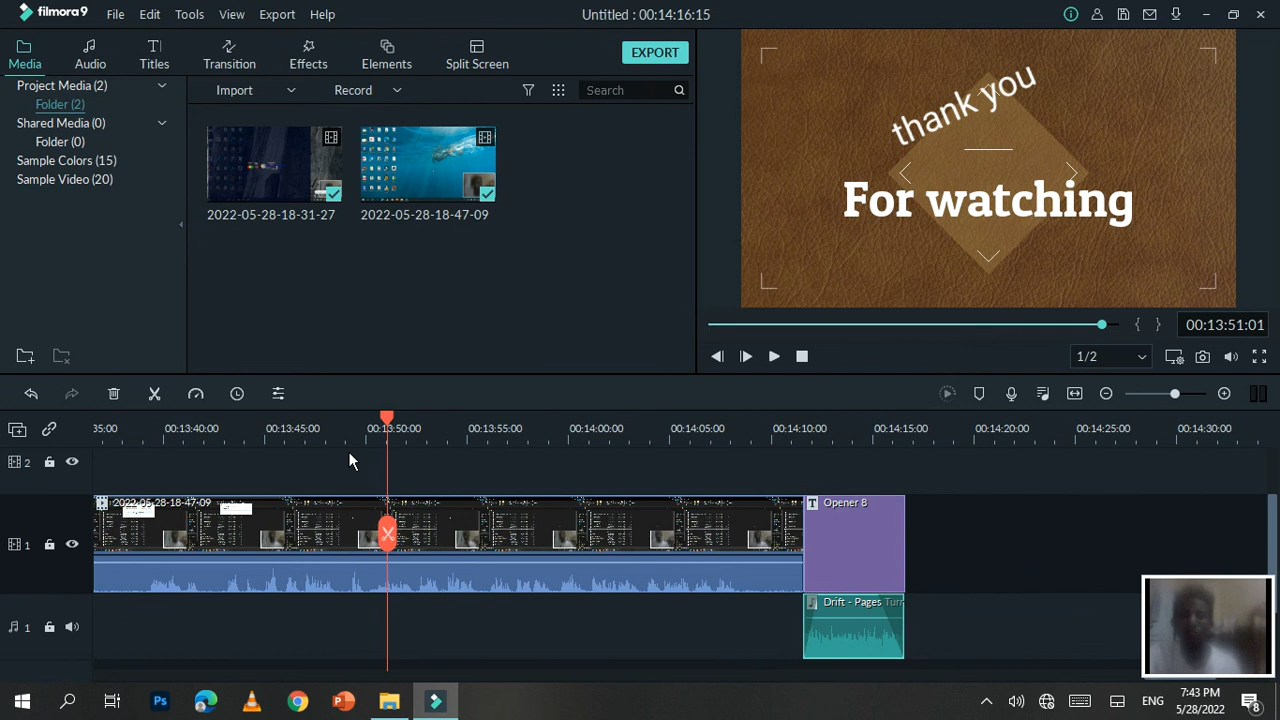 filmora9 File Edit Tools View Export Help Untitled : 00:14:16:15
Media Audio Titles Transition Effects Elements Split Screen EXPORT
Project Media (2)
Folder (2)
Shared Media (0)
Folder (0)
Sample Colors (15)
Sample Video (20)
Import Record Search
2022-05-28-18-31-27 2022-05-28-18-47-09
thank you
For watching
00:13:51:01
1/2
35:00 00:13:40:00 00:13:45:00 00:13:50:00 00:13:55:00 00:14:00:00 00:14:05:00 00:14:10:00 00:14:15:00 00:14:20:00 00:14:25:00 00:14:30:00
2
2022-05-28-18-47-09 T Opener 8
1
Drift - Pages Turn
1
Ps ENG 7:43 PM
5/28/2022 8